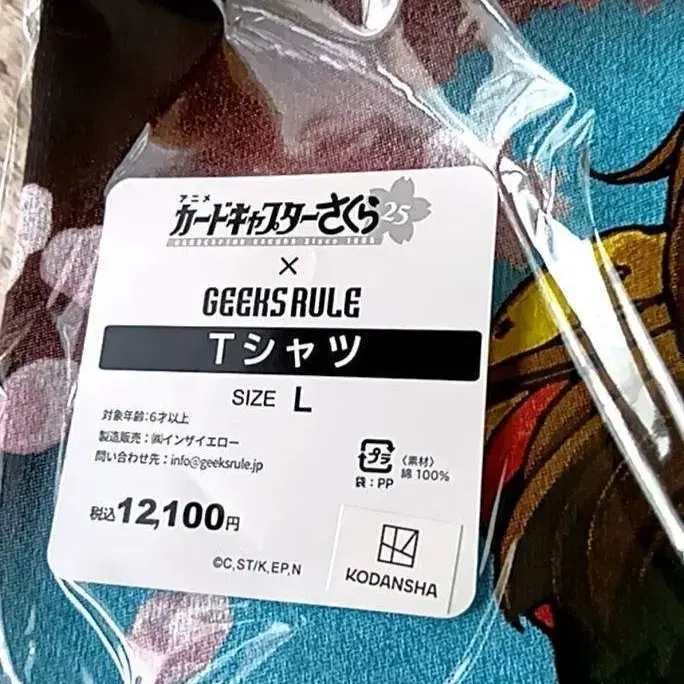 アニメ
カードキャプターさくら 25
CARDCAPTOR SAKURA Since 1998
×
GEEKS RULE
Tシャツ
SIZE L
対象年齢:6才以上
製造販売:㈱インザイエロー
問い合わせ先:info@geeksrule.jp
プラ
袋:PP
〈素材〉
綿 100%
税込12,100円
©C,ST/K,EP,N
KODANSHA